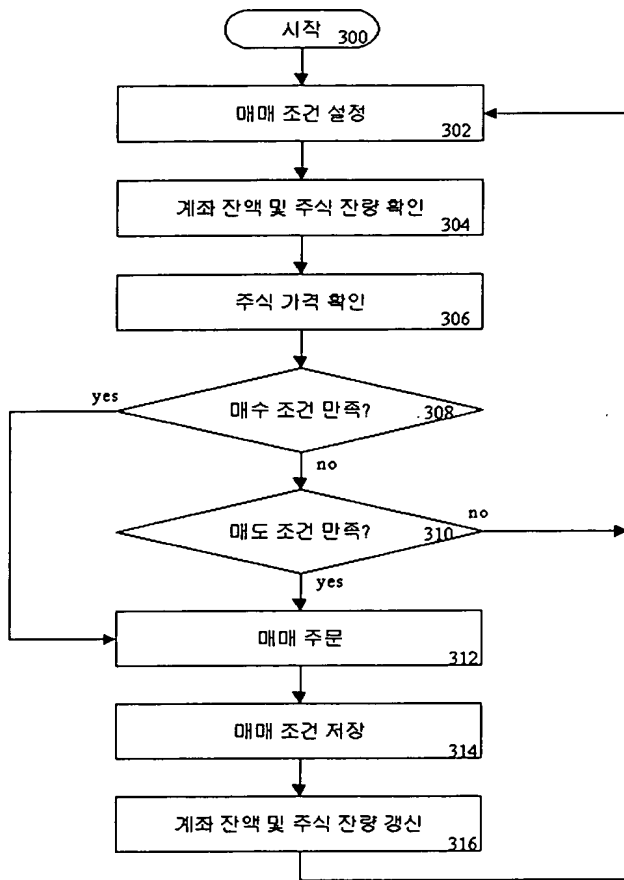 시작 300
매매 조건 설정
302
계좌 잔액 및 주식 잔량 확인
304
주식 가격 확인
306
yes
매수 조건 만족? 308
no
매도 조건 만족? 310
no
yes
매매 주문
312
매매 조건 저장
314
계좌 잔액 및 주식 잔량 갱신
316